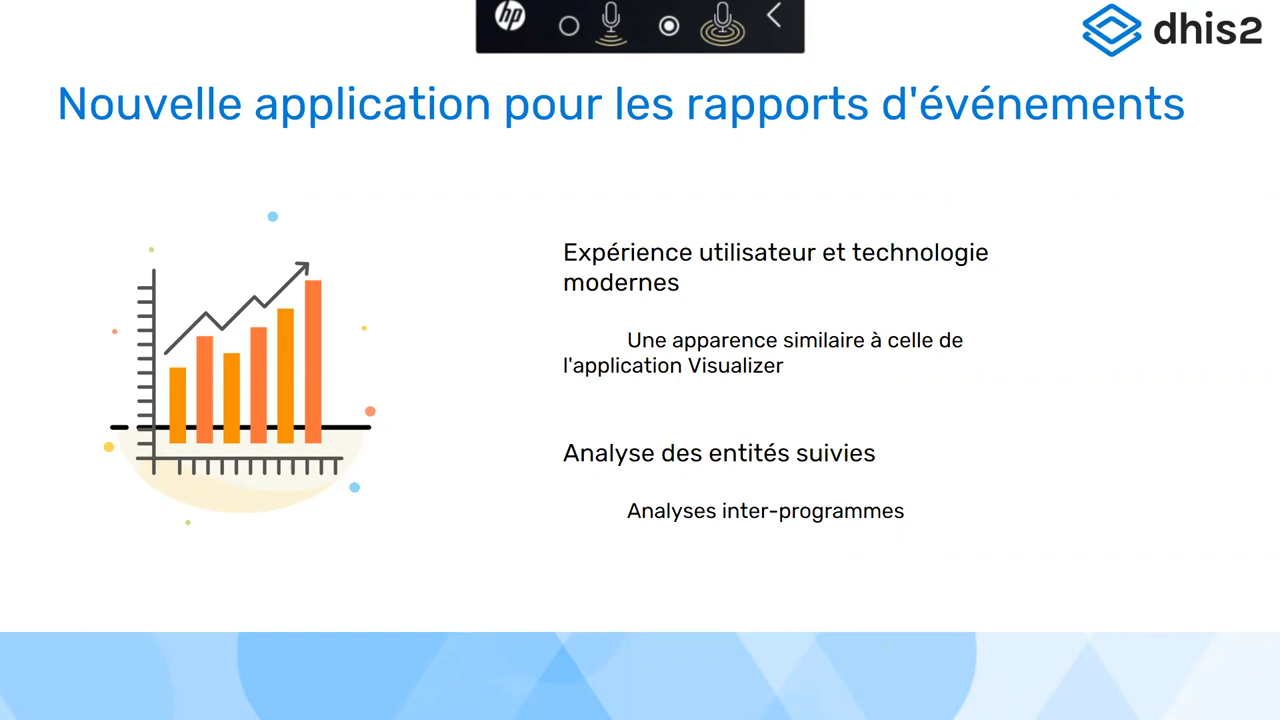 hp
dhis2
Nouvelle application pour les rapports d'événements
Expérience utilisateur et technologie
modernes
Une apparence similaire à celle de
l'application Visualizer
Analyse des entités suivies
Analyses inter-programmes